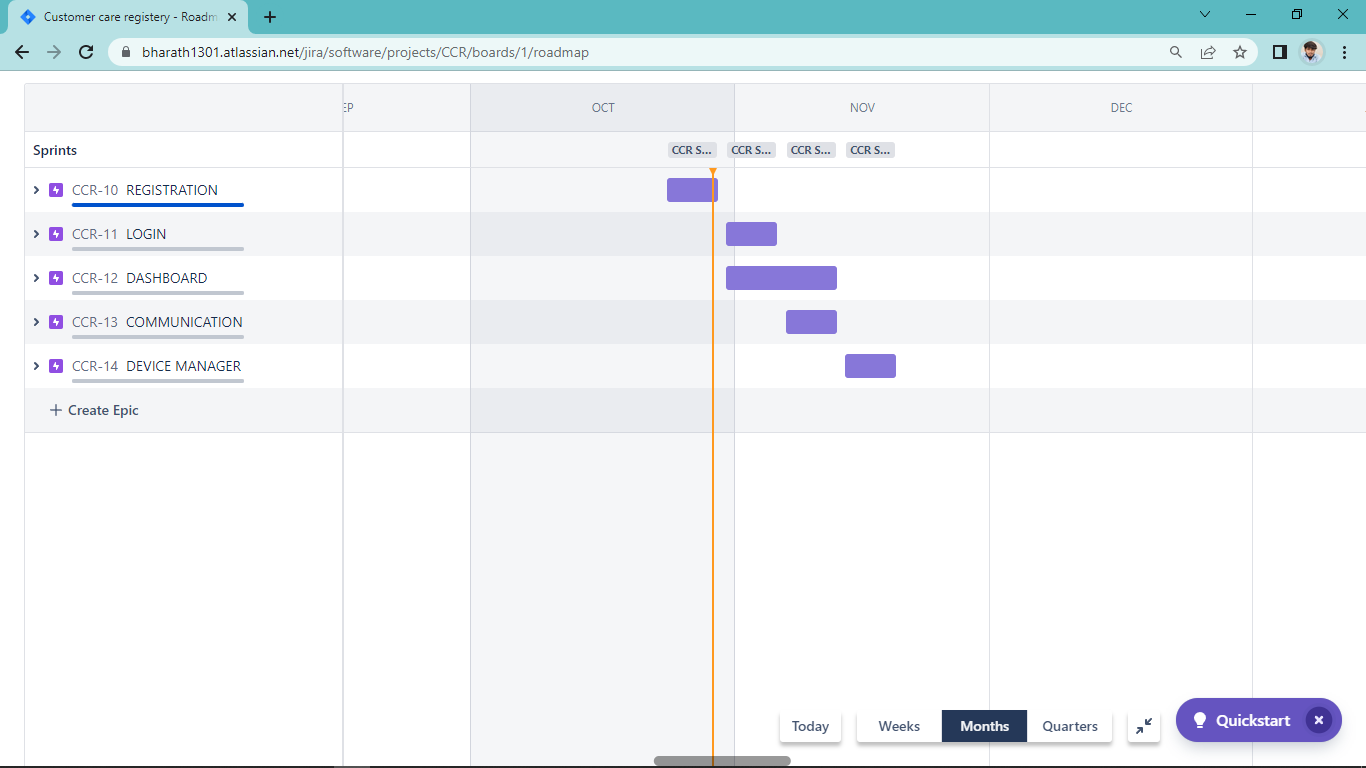 Customer care registery - Roadm
bharath1301.atlassian.net/jira/software/projects/CCR/boards/1/roadmap
EP OCT NOV DEC
Sprints CCR S... CCR S... CCR S... CCR S...
CCR-10 REGISTRATION
CCR-11 LOGIN
CCR-12 DASHBOARD
CCR-13 COMMUNICATION
CCR-14 DEVICE MANAGER
+ Create Epic
Today Weeks Months Quarters Quickstart